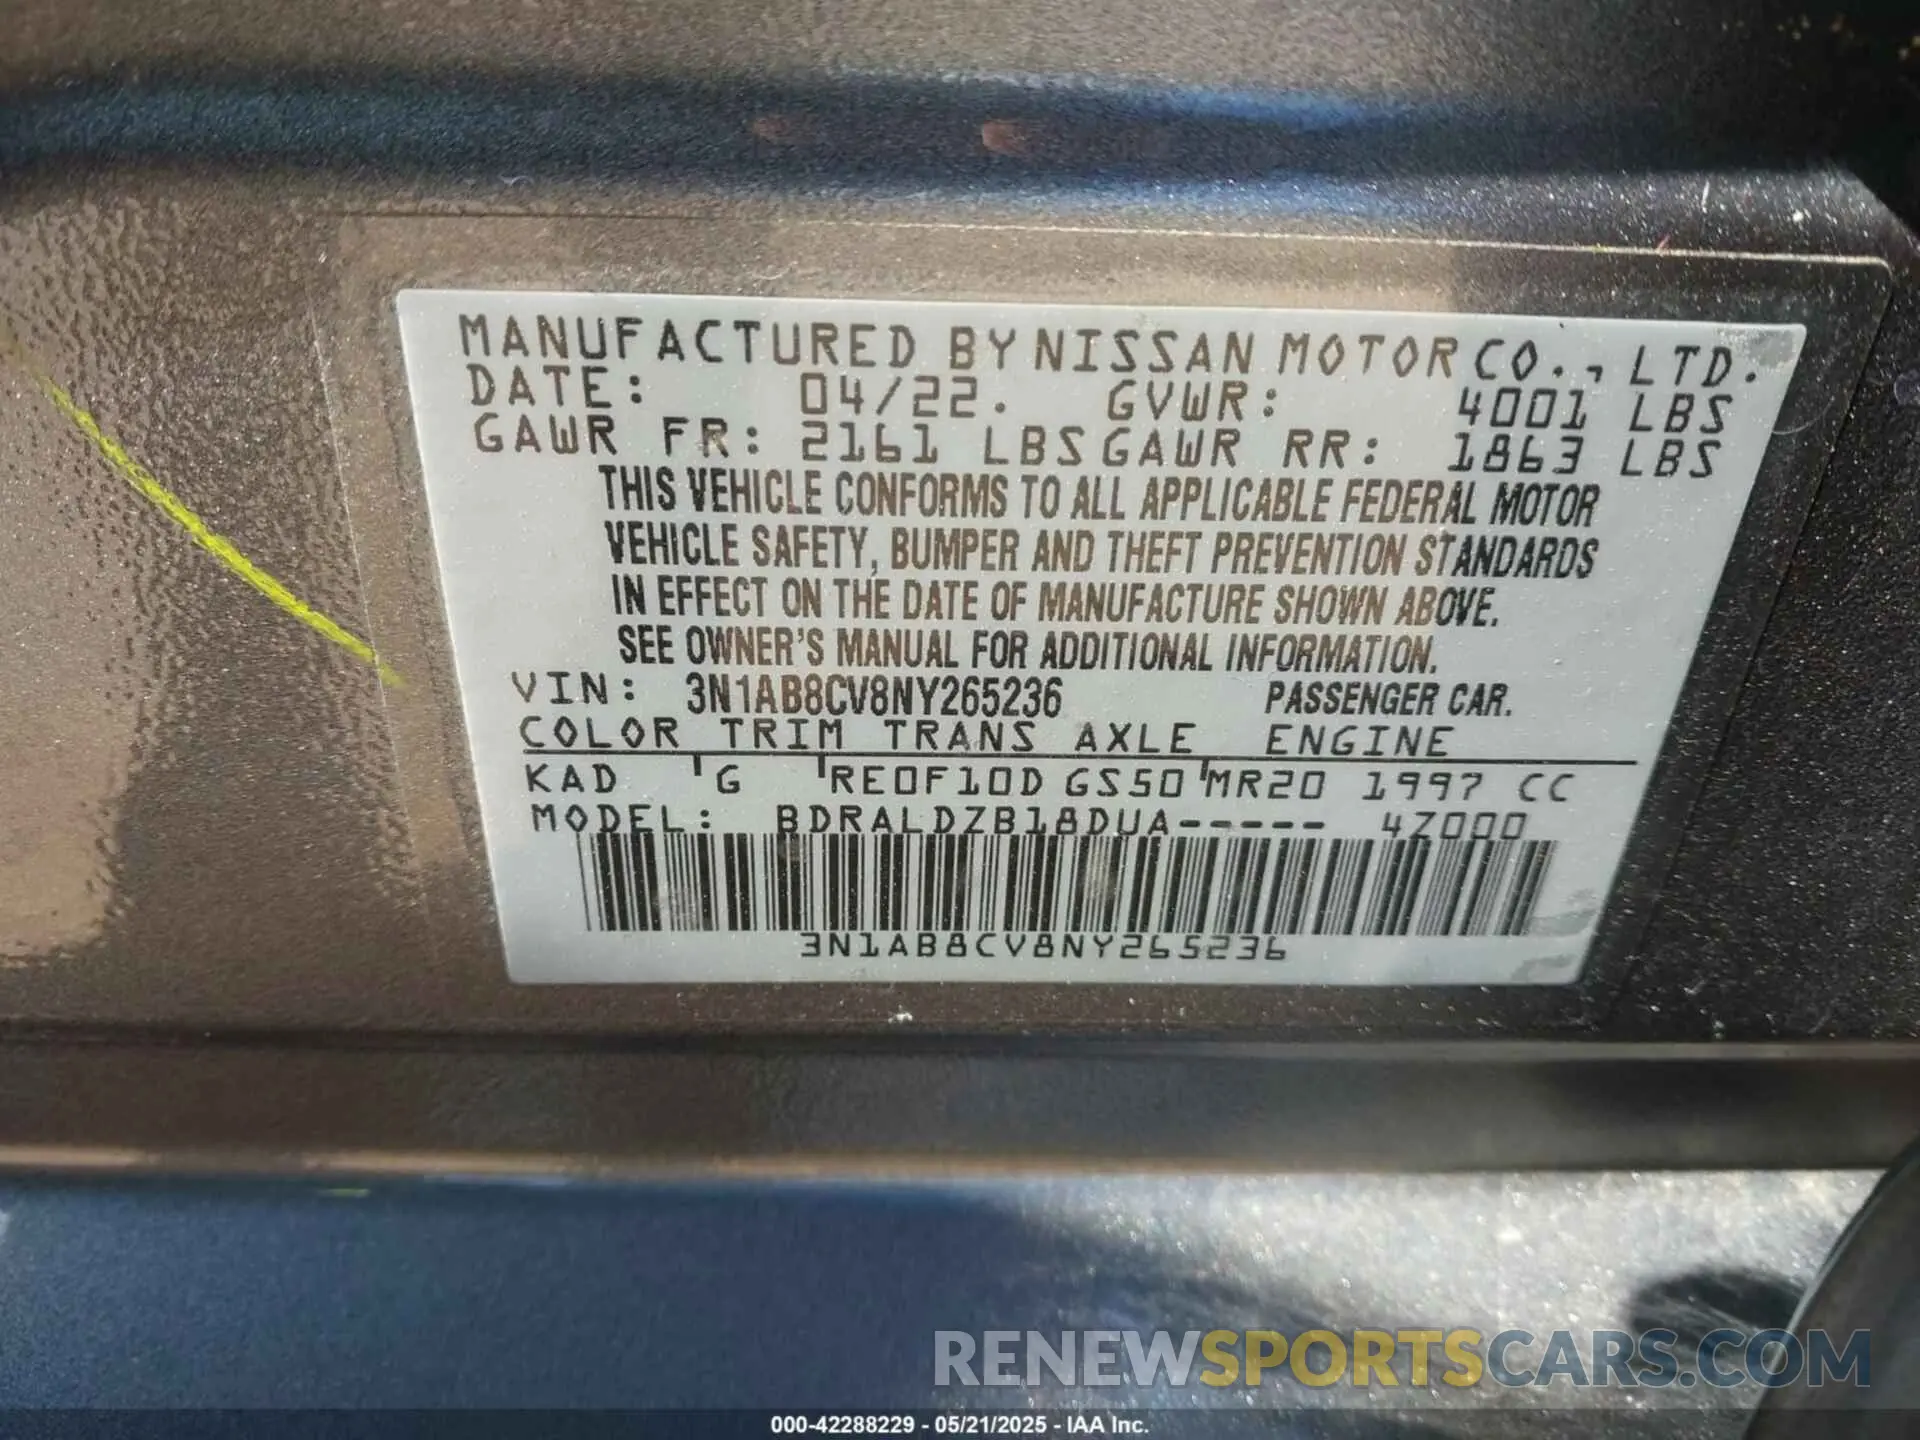 MANUFACTURED BY NISSAN MOTOR CO., LTD.
DATE: 04/22. GVWR: 4001 LBS
GAWR FR: 2161 LBS GAWR RR: 1863 LBS
THIS VEHICLE CONFORMS TO ALL APPLICABLE FEDERAL MOTOR
VEHICLE SAFETY, BUMPER AND THEFT PREVENTION STANDARDS
IN EFFECT ON THE DATE OF MANUFACTURE SHOWN ABOVE.
SEE OWNER'S MANUAL FOR ADDITIONAL INFORMATION.
VIN: 3N1AB8CV8NY265236 PASSENGER CAR.
COLOR TRIM TRANS AXLE ENGINE
KAD G RE0F10D GS50 MR20 1997 CC
MODEL: BDRALDZB18DUA----- 4Z000
3N1AB8CV8NY265236
RENEWSPORTSCARS.COM
000-42288229 - 05/21/2025 - IAA Inc.